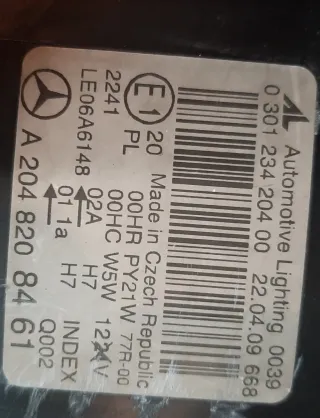 Automotive Lighting 0039
0 301 234 204 00 22.04.09 668
E1 20 Made in Czech Republic
PL 00HR PY21W 77R-00
2241 00HC W5W 12V
LE06A6148 02A H7
01 1a H7 INDEX
A 204 820 84 61 Q002